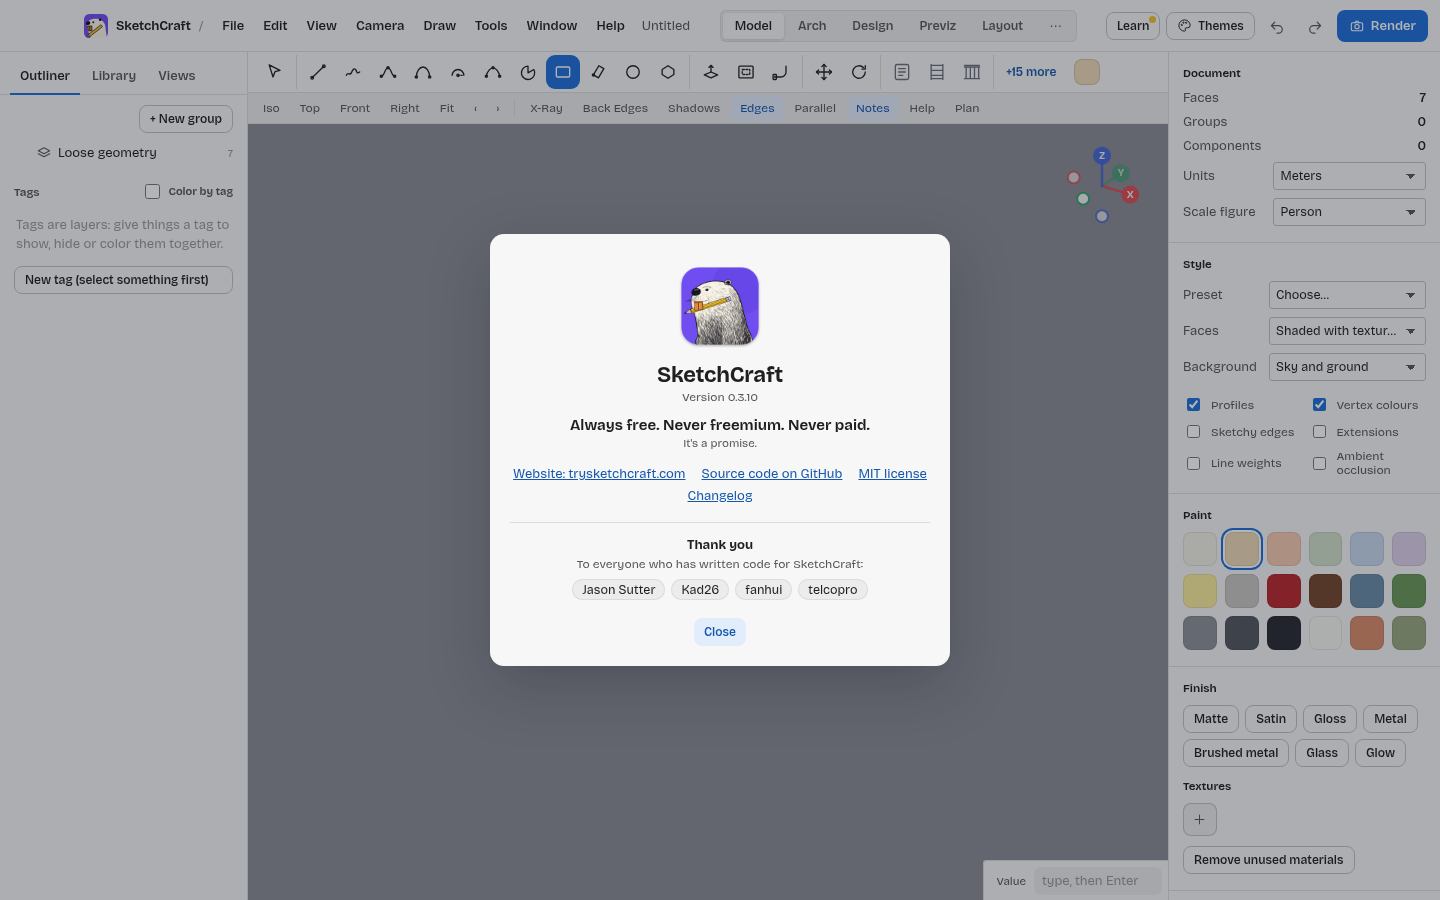 SketchCraft / File Edit View Camera Draw Tools Window Help Untitled Model Arch Design Previz Layout ··· Learn Themes Render
Outliner Library Views
+ New group
Loose geometry 7
Tags Color by tag
Tags are layers: give things a tag to
show, hide or color them together.
New tag (select something first)
+15 more
Iso Top Front Right Fit ‹ › X-Ray Back Edges Shadows Edges Parallel Notes Help Plan
Z
Y
X
SketchCraft
Version 0.3.10
Always free. Never freemium. Never paid.
It's a promise.
Website: trysketchcraft.com Source code on GitHub MIT license
Changelog
Thank you
To everyone who has written code for SketchCraft:
Jason Sutter Kad26 fanhui telcopro
Close
Value type, then Enter
Document
Faces 7
Groups 0
Components 0
Units Meters
Scale figure Person
Style
Preset Choose...
Faces Shaded with textur...
Background Sky and ground
Profiles Vertex colours
Sketchy edges Extensions
Line weights Ambient
occlusion
Paint
Finish
Matte Satin Gloss Metal
Brushed metal Glass Glow
Textures
+
Remove unused materials